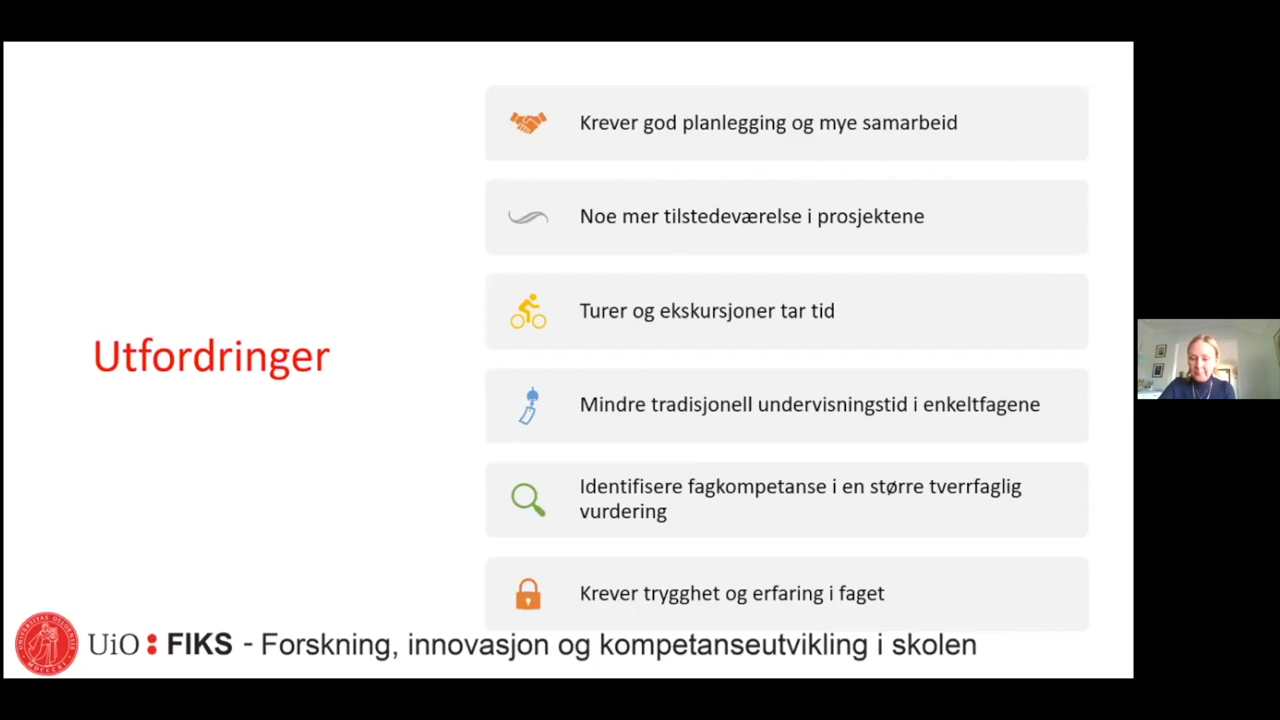 Utfordringer
Krever god planlegging og mye samarbeid
Noe mer tilstedeværelse i prosjektene
Turer og ekskursjoner tar tid
Mindre tradisjonell undervisningstid i enkeltfagene
Identifisere fagkompetanse i en større tverrfaglig
vurdering
Krever trygghet og erfaring i faget
UiO : FIKS - Forskning, innovasjon og kompetanseutvikling i skolen